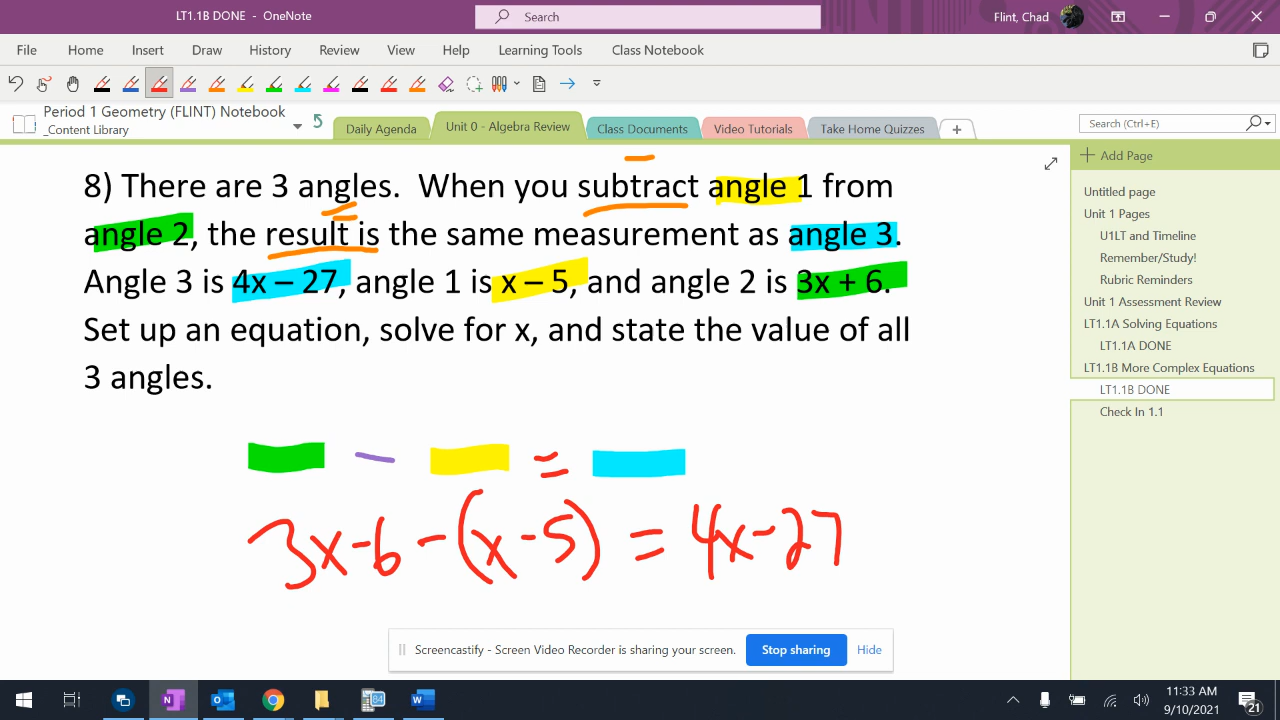 LT1.1B DONE - OneNote
Search
Flint, Chad
File Home Insert Draw History Review View Help Learning Tools Class Notebook
Period 1 Geometry (FLINT) Notebook
_Content Library
Daily Agenda
Unit 0 - Algebra Review
Class Documents
Video Tutorials
Take Home Quizzes
+
Search (Ctrl+E)
Add Page
Untitled page
Unit 1 Pages
U1LT and Timeline
Remember/Study!
Rubric Reminders
Unit 1 Assessment Review
LT1.1A Solving Equations
LT1.1A DONE
LT1.1B More Complex Equations
LT1.1B DONE
Check In 1.1
8) There are 3 angles. When you subtract angle 1 from
angle 2, the result is the same measurement as angle 3.
Angle 3 is 4x – 27, angle 1 is x – 5, and angle 2 is 3x + 6.
Set up an equation, solve for x, and state the value of all
3 angles.
— =
3x-6-(x-5) = 4x-27
Screencastify - Screen Video Recorder is sharing your screen.
Stop sharing
Hide
11:33 AM
9/10/2021
21